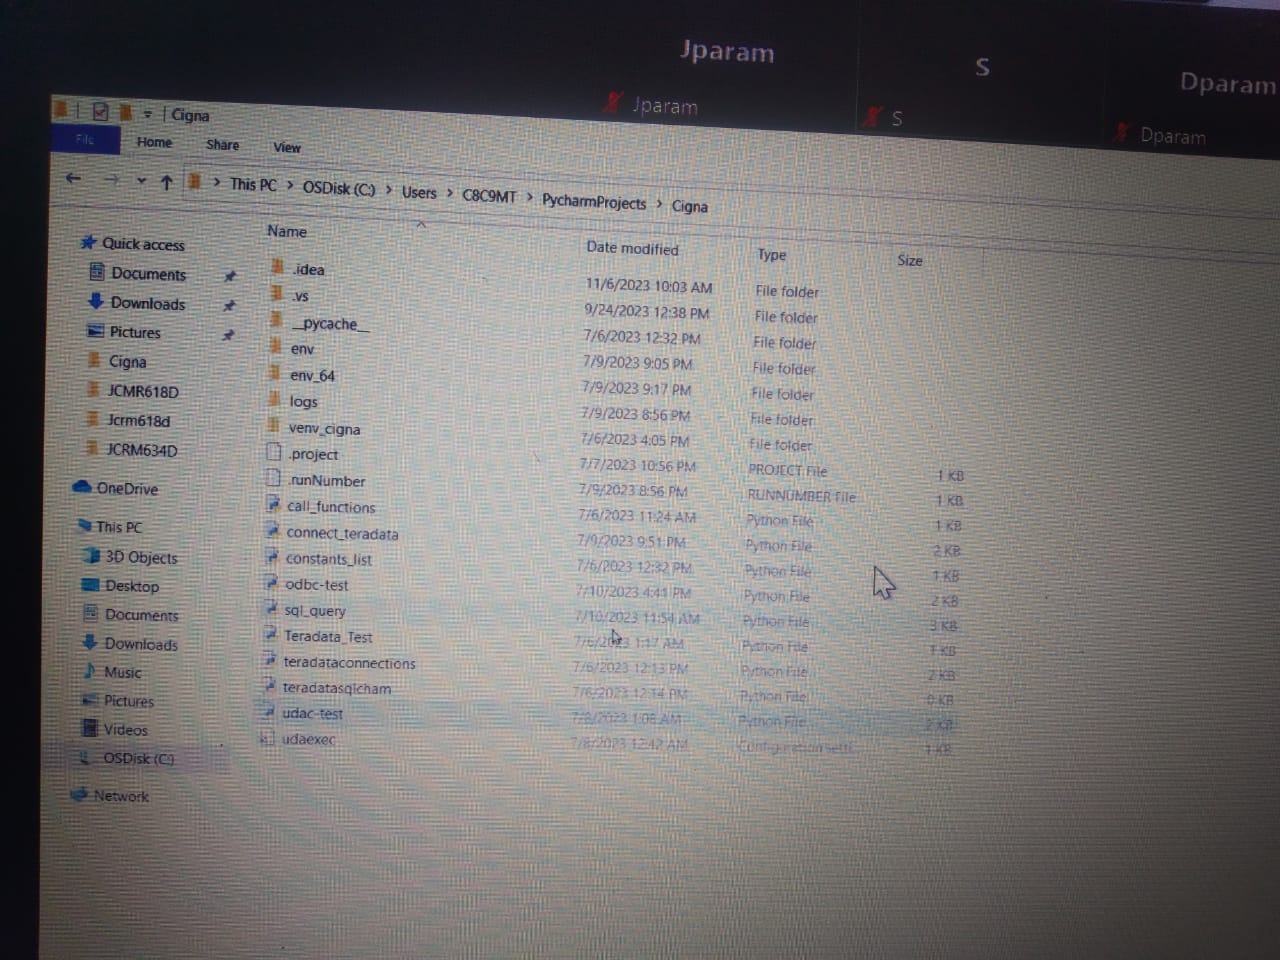 Jparam
S
Dparam
Jparam
S
Dparam
Cigna
File Home Share View
This PC > OSDisk (C:) > Users > C8C9MT > PycharmProjects > Cigna
Name Date modified Type Size
.idea 11/6/2023 10:03 AM File folder
.vs 9/24/2023 12:38 PM File folder
__pycache__ 7/6/2023 12:32 PM File folder
env 7/9/2023 9:05 PM File folder
env_64 7/9/2023 9:17 PM File folder
logs 7/9/2023 8:56 PM File folder
venv_cigna 7/6/2023 4:05 PM File folder
.project 7/7/2023 10:56 PM PROJECT File 1 KB
.runNumber 7/9/2023 8:56 PM RUNNUMBER File 1 KB
call_functions 7/6/2023 11:24 AM Python File 1 KB
connect_teradata 7/9/2023 9:51 PM Python File 2 KB
constants_list 7/6/2023 12:32 PM Python File 1 KB
odbc-test 7/10/2023 4:41 PM Python File 2 KB
sql_query 7/10/2023 11:54 AM Python File 3 KB
Teradata_Test 7/6/2023 1:17 AM Python File 1 KB
teradataconnections 7/6/2023 12:13 PM Python File 2 KB
teradatasqlcham 7/6/2023 12:14 PM Python File 0 KB
udac-test 7/8/2023 1:08 AM Python File 2 KB
udaexec 7/8/2023 12:42 AM Configuration setti... 1 KB
Quick access
Documents
Downloads
Pictures
Cigna
JCMR618D
Jcrm618d
JCRM634D
OneDrive
This PC
3D Objects
Desktop
Documents
Downloads
Music
Pictures
Videos
OSDisk (C:)
Network